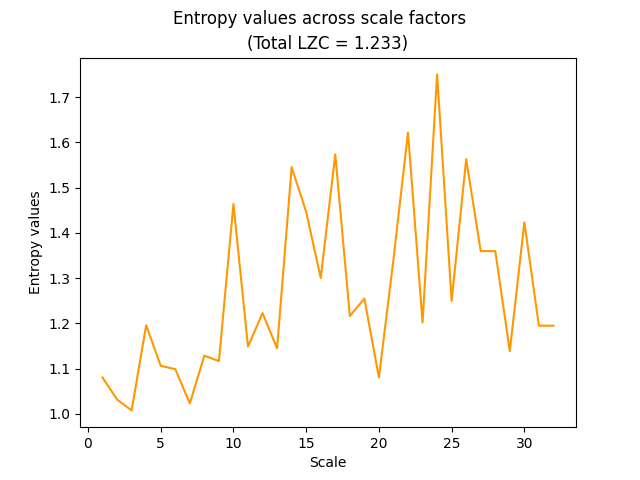 Entropy values across scale factors
(Total LZC = 1.233)
1.7
1.6
1.5
1.4
1.3
1.2
1.1
1.0
Entropy values
0 5 10 15 20 25 30
Scale